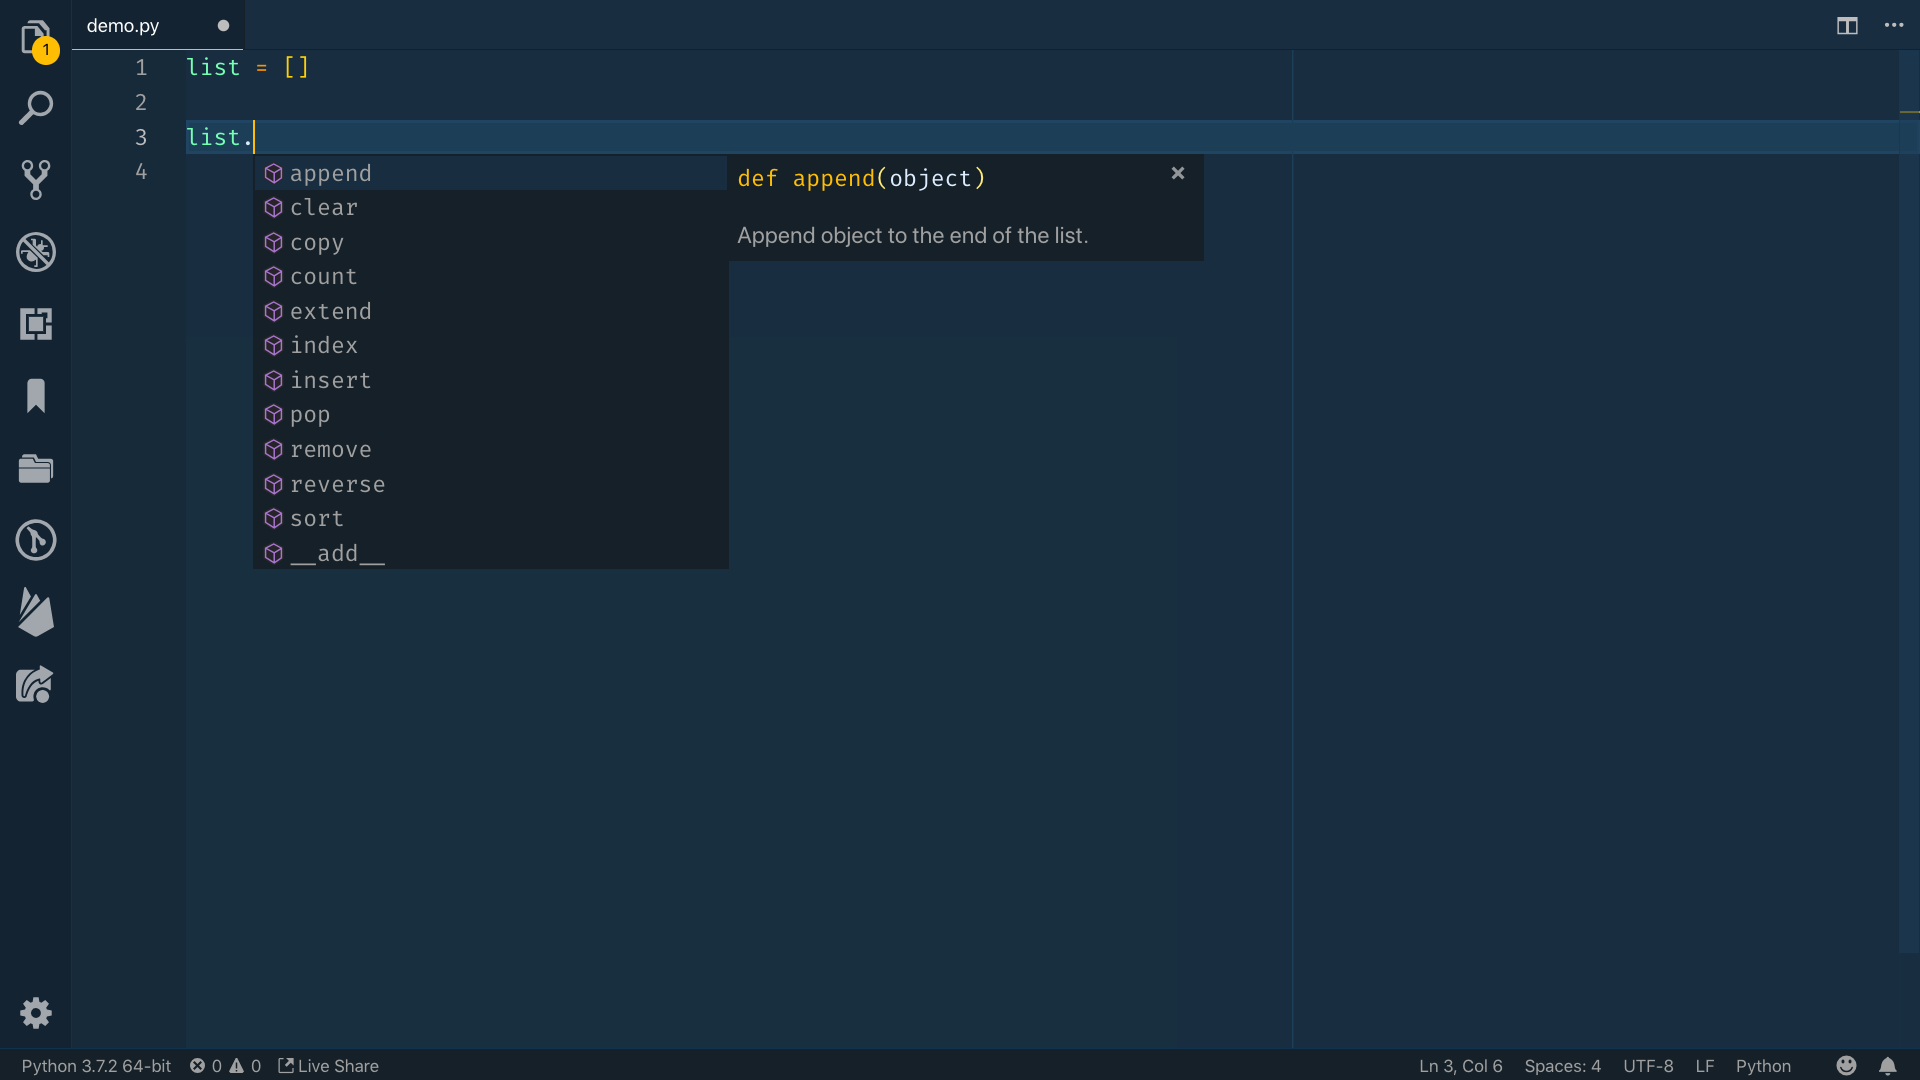 1
demo.py
1 list = []
2
3 list.
4
append
clear
copy
count
extend
index
insert
pop
remove
reverse
sort
__add__
def append(object)
Append object to the end of the list.
Python 3.7.2 64-bit 0 0 Live Share Ln 3, Col 6 Spaces: 4 UTF-8 LF Python